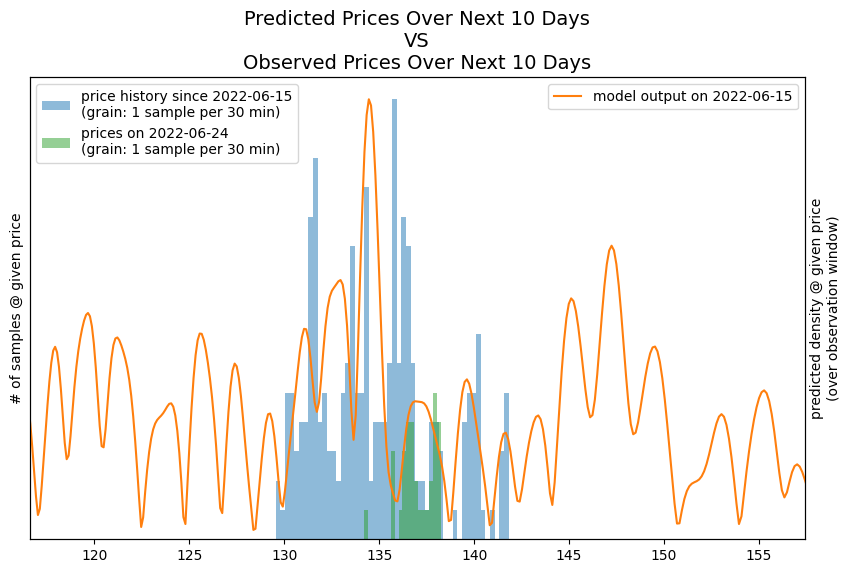 Predicted Prices Over Next 10 Days
VS
Observed Prices Over Next 10 Days
price history since 2022-06-15
(grain: 1 sample per 30 min)
prices on 2022-06-24
(grain: 1 sample per 30 min)
model output on 2022-06-15
# of samples @ given price
predicted density @ given price
(over observation window)
120
125
130
135
140
145
150
155